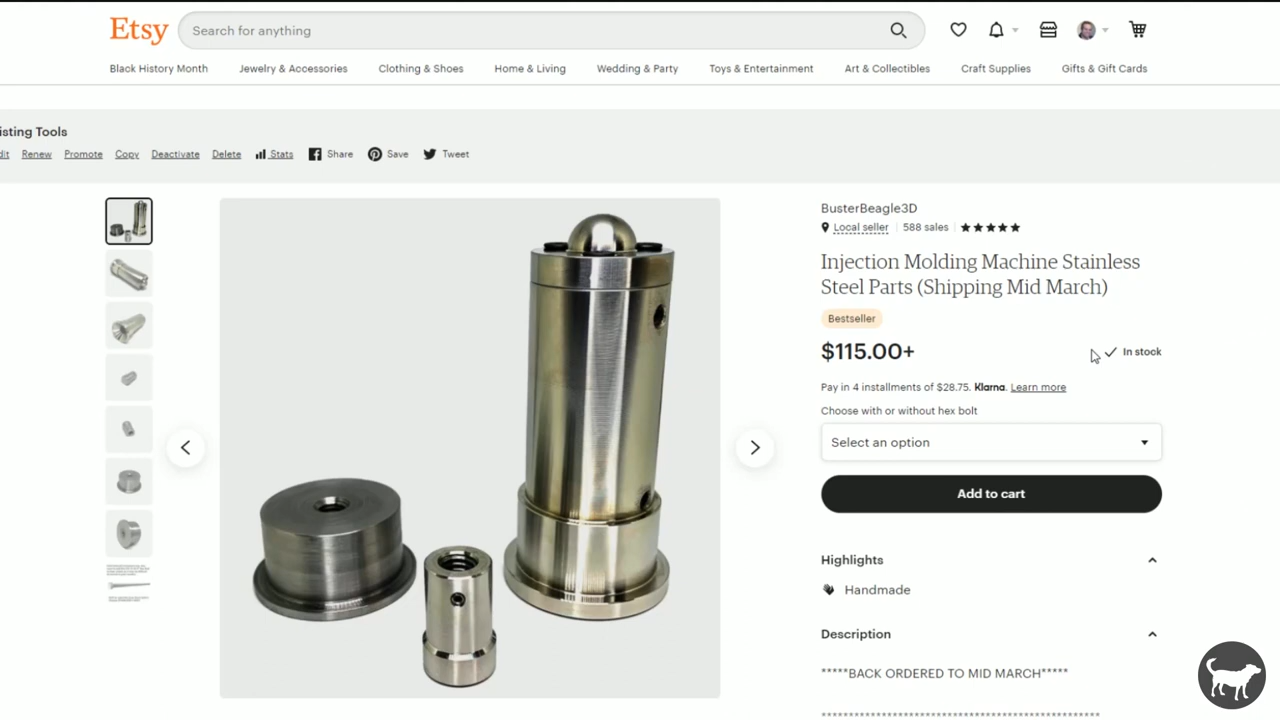 Etsy
Search for anything
Black History Month
Jewelry & Accessories
Clothing & Shoes
Home & Living
Wedding & Party
Toys & Entertainment
Art & Collectibles
Craft Supplies
Gifts & Gift Cards
isting Tools
dit
Renew
Promote
Copy
Deactivate
Delete
Stats
Share
Save
Tweet
BusterBeagle3D
Local seller
588 sales
Injection Molding Machine Stainless
Steel Parts (Shipping Mid March)
Bestseller
$115.00+
In stock
Pay in 4 installments of $28.75. Klarna. Learn more
Choose with or without hex bolt
Select an option
Add to cart
Highlights
Handmade
Description
*****BACK ORDERED TO MID MARCH*****